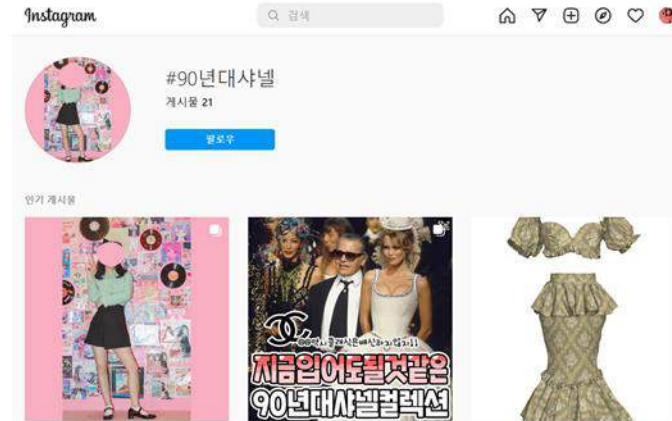 Instagram
검색
#90년대샤넬
게시물 21
팔로우
인기 게시물
지금입어도될것같은
90년대샤넬컬렉션